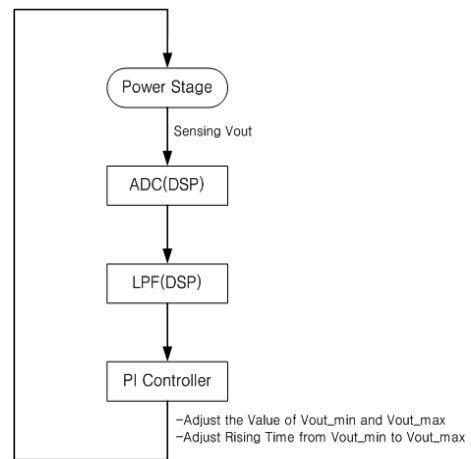 Power Stage
Sensing Vout
ADC(DSP)
LPF(DSP)
PI Controller
-Adjust the Value of Vout_min and Vout_max
-Adjust Rising Time from Vout_min to Vout_max